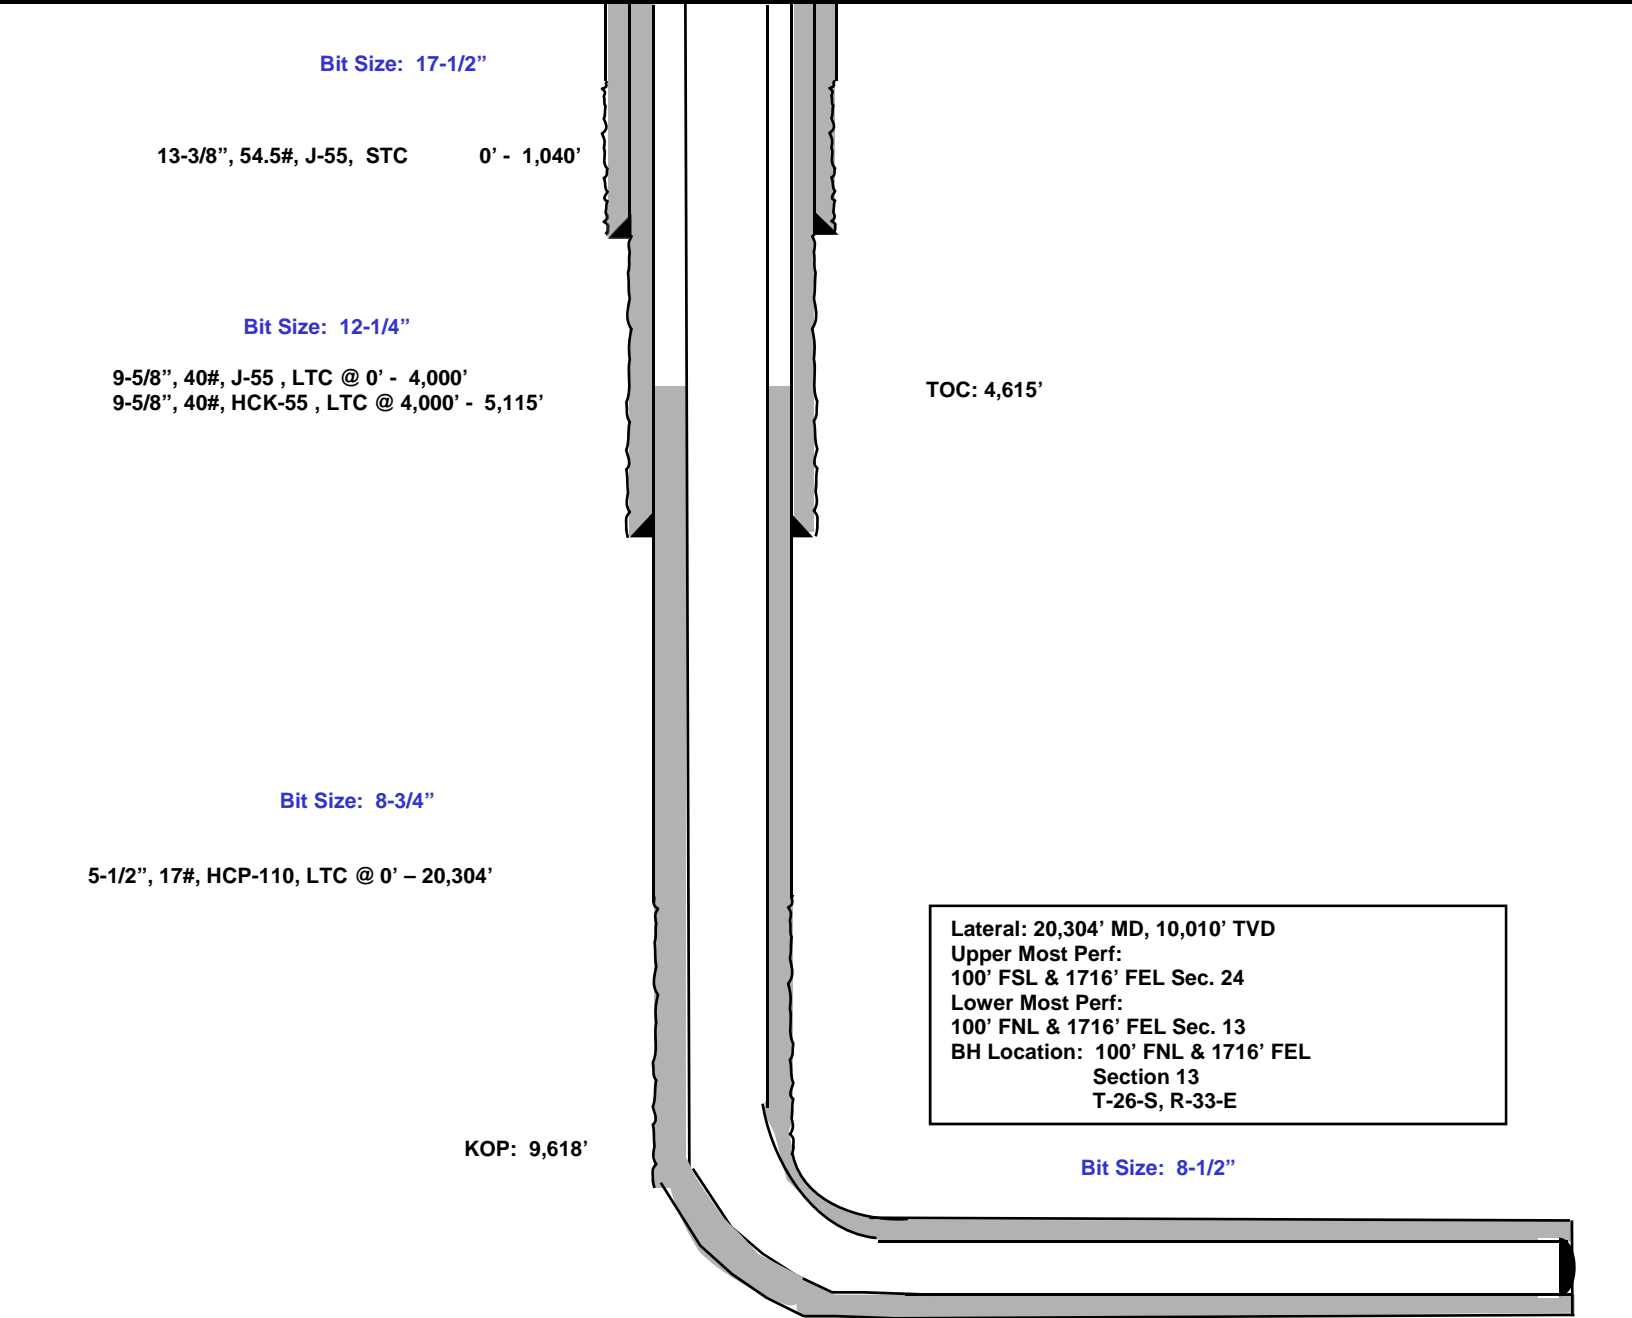 Bit Size: 17-1/2”
13-3/8”, 54.5#, J-55, STC 0’ - 1,040’
Bit Size: 12-1/4”
9-5/8”, 40#, J-55 , LTC @ 0’ - 4,000’
9-5/8”, 40#, HCK-55 , LTC @ 4,000’ - 5,115’
TOC: 4,615’
Bit Size: 8-3/4”
5-1/2”, 17#, HCP-110, LTC @ 0’ – 20,304’
Lateral: 20,304’ MD, 10,010’ TVD
Upper Most Perf:
100’ FSL & 1716’ FEL Sec. 24
Lower Most Perf:
100’ FNL & 1716’ FEL Sec. 13
BH Location: 100’ FNL & 1716’ FEL
Section 13
T-26-S, R-33-E
KOP: 9,618’
Bit Size: 8-1/2”